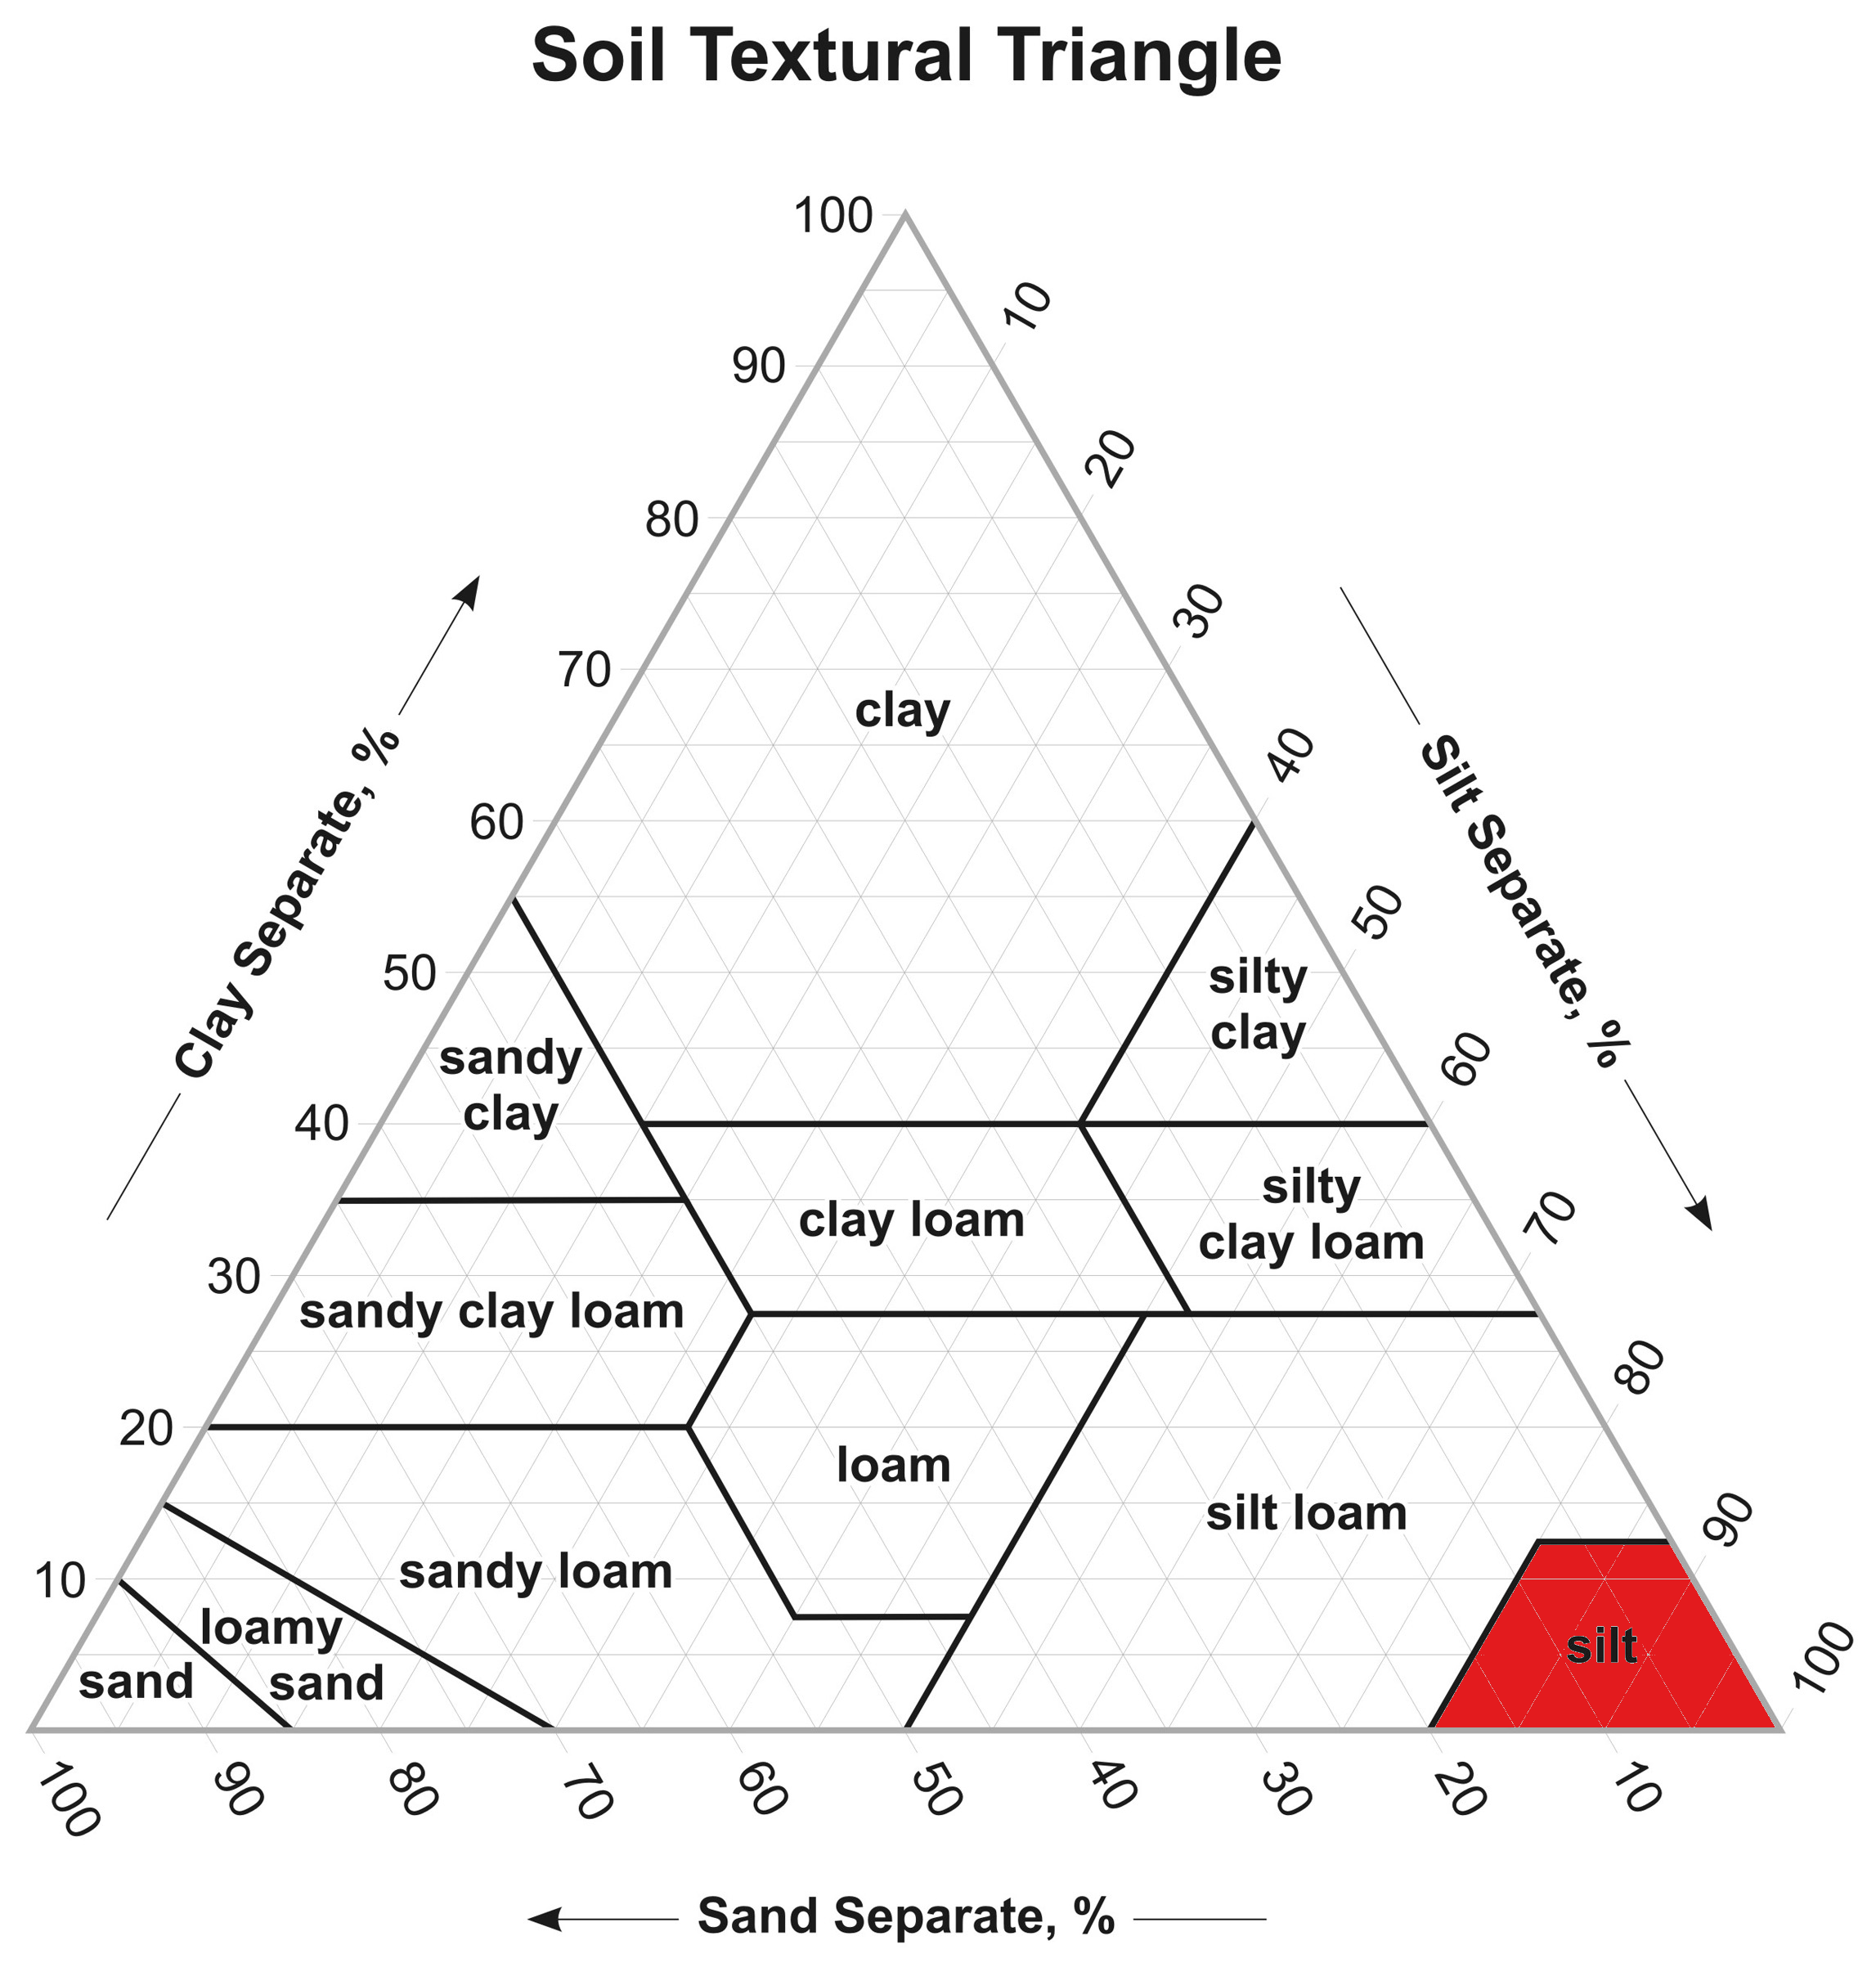 Soil Textural Triangle
100
90
80
70
60
50
40
30
20
10
Clay Separate, %
10
20
30
40
50
60
70
80
90
100
Silt Separate, %
clay
silty
clay
sandy
clay
clay loam
silty
clay loam
sandy clay loam
loam
silt loam
sandy loam
loamy
sand
sand
silt
100
90
80
70
60
50
40
30
20
10
Sand Separate, %